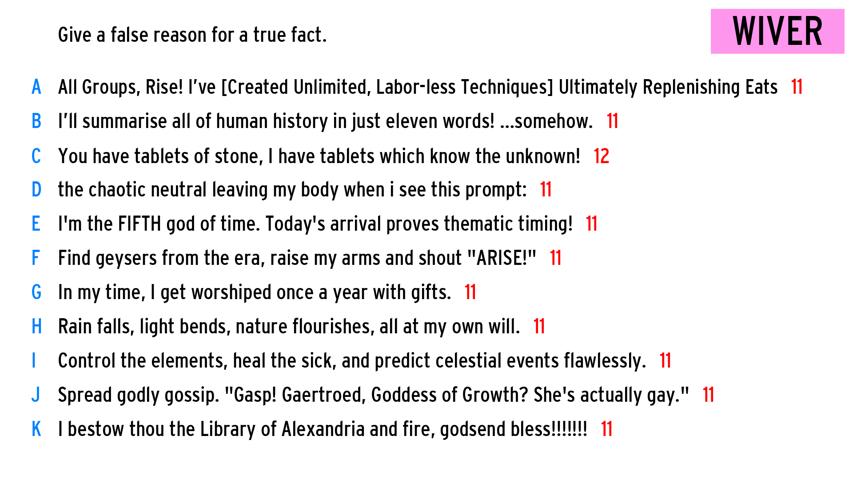 Give a false reason for a true fact.
WIVER
A All Groups, Rise! I've [Created Unlimited, Labor-less Techniques] Ultimately Replenishing Eats 11
B I'll summarise all of human history in just eleven words! ...somehow. 11
C You have tablets of stone, I have tablets which know the unknown! 12
D the chaotic neutral leaving my body when i see this prompt: 11
E I'm the FIFTH god of time. Today's arrival proves thematic timing! 11
F Find geysers from the era, raise my arms and shout "ARISE!" 11
G In my time, I get worshiped once a year with gifts. 11
H Rain falls, light bends, nature flourishes, all at my own will. 11
I Control the elements, heal the sick, and predict celestial events flawlessly. 11
J Spread godly gossip. "Gasp! Gaertroed, Goddess of Growth? She's actually gay." 11
K I bestow thou the Library of Alexandria and fire, godsend bless!!!!!!! 11